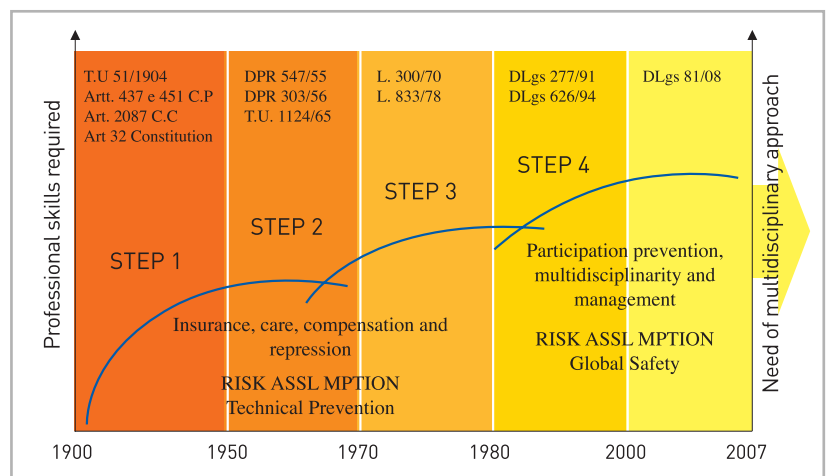 T.U 51/1904
Artt. 437 e 451 C.P
Art. 2087 C.C
Art 32 Constitution
DPR 547/55
DPR 303/56
T.U. 1124/65
L. 300/70
L. 833/78
DLgs 277/91
DLgs 626/94
DLgs 81/08
Professional skills required
Need of multidisciplinary approach
STEP 1
STEP 2
STEP 3
STEP 4
Insurance, care, compensation and
repression
RISK ASSL MPTION
Technical Prevention
Participation prevention,
multidisciplinarity and
management
RISK ASSL MPTION
Global Safety
1900
1950
1970
1980
2000
2007